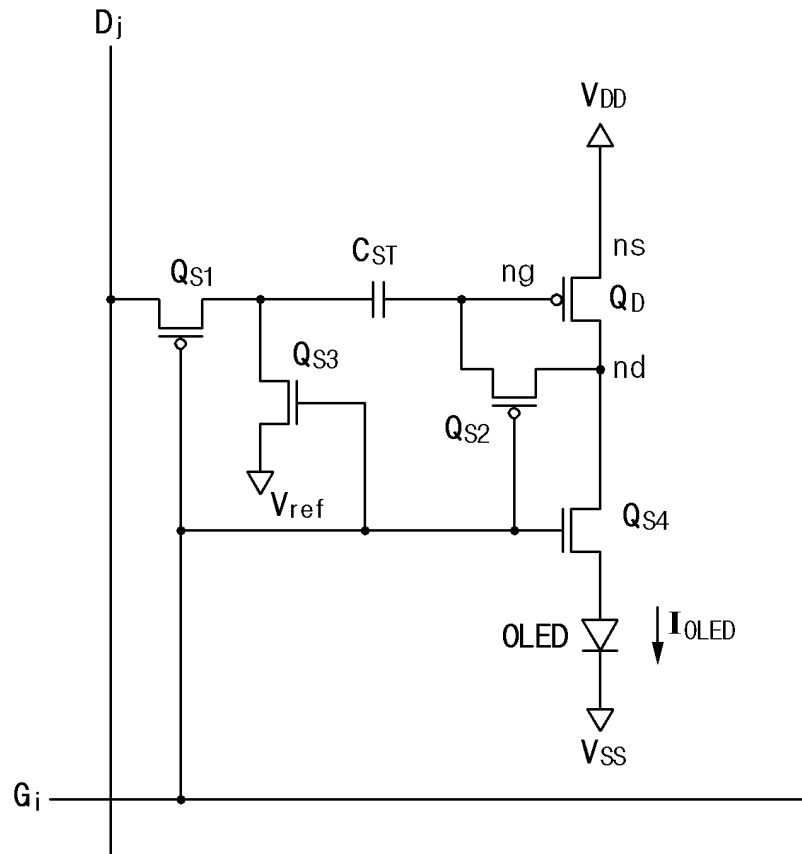 Dj
VDD
ns
CST
ng
QS1
QD
QS3
nd
QS2
Vref
QS4
OLED
IOLED
VSS
Gi